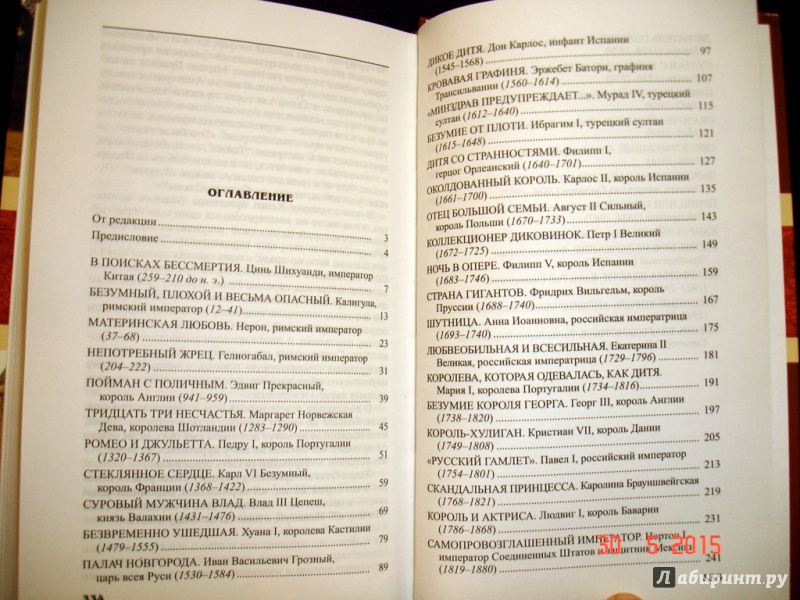 ОГЛАВЛЕНИЕ
От редакции 3
Предисловие 4
В ПОИСКАХ БЕССМЕРТИЯ. Цинь Шихуанди, император
Китая (259–210 до н. э.) 7
БЕЗУМНЫЙ, ПЛОХОЙ И ВЕСЬМА ОПАСНЫЙ. Калигула,
римский император (12–41) 13
МАТЕРИНСКАЯ ЛЮБОВЬ. Нерон, римский император
(37–68) 23
НЕПОТРЕБНЫЙ ЖРЕЦ. Гелиогабал, римский император
(204–222) 31
ПОЙМАН С ПОЛИЧНЫМ. Эдвиг Прекрасный,
король Англии (941–959) 39
ТРИДЦАТЬ ТРИ НЕСЧАСТЬЯ. Маргарет Норвежская
Дева, королева Шотландии (1283–1290) 45
РОМЕО И ДЖУЛЬЕТТА. Педру I, король Португалии
(1320–1367) 51
СТЕКЛЯННОЕ СЕРДЦЕ. Карл VI Безумный,
король Франции (1368–1422) 59
СУРОВЫЙ МУЖЧИНА ВЛАД. Влад III Цепеш,
князь Валахии (1431–1476) 69
БЕЗВРЕМЕННО УШЕДШАЯ. Хуана I, королева Кастилии
(1479–1555) 79
ПАЛАЧ НОВГОРОДА. Иван Васильевич Грозный,
царь всея Руси (1530–1584) 89
334
ДИКОЕ ДИТЯ. Дон Карлос, инфант Испании
(1545–1568) 97
КРОВАВАЯ ГРАФИНЯ. Эржебет Батори, графиня
Трансильвании (1560–1614) 107
«МИНЗДРАВ ПРЕДУПРЕЖДАЕТ...». Мурад IV, турецкий
султан (1612–1640) 115
БЕЗУМИЕ ОТ ПЛОТИ. Ибрагим I, турецкий султан
(1615–1648) 121
ДИТЯ СО СТРАННОСТЯМИ. Филипп I,
герцог Орлеанский (1640–1701) 127
ОКОЛДОВАННЫЙ КОРОЛЬ. Карлос II, король Испании
(1661–1700) 135
ОТЕЦ БОЛЬШОЙ СЕМЬИ. Август II Сильный,
король Польши (1670–1733) 143
КОЛЛЕКЦИОНЕР ДИКОВИНОК. Петр I Великий
(1672–1725) 149
НОЧЬ В ОПЕРЕ. Филипп V, король Испании
(1683–1746) 159
СТРАНА ГИГАНТОВ. Фридрих Вильгельм, король
Пруссии (1688–1740) 167
ШУТНИЦА. Анна Иоанновна, российская императрица
(1693–1740) 175
ЛЮБВЕОБИЛЬНАЯ И ВСЕСИЛЬНАЯ. Екатерина II
Великая, российская императрица (1729–1796) 181
КОРОЛЕВА, КОТОРАЯ ОДЕВАЛАСЬ, КАК ДИТЯ.
Мария I, королева Португалии (1734–1816) 191
БЕЗУМИЕ КОРОЛЯ ГЕОРГА. Георг III, король Англии
(1738–1820) 197
КОРОЛЬ-ХУЛИГАН. Кристиан VII, король Дании
(1749–1808) 205
«РУССКИЙ ГАМЛЕТ». Павел I, российский император
(1754–1801) 213
СКАНДАЛЬНАЯ ПРИНЦЕССА. Каролина Брауншвейгская
(1768–1821) 219
КОРОЛЬ И АКТРИСА. Людвиг I, король Баварии
(1786–1868) 231
САМОПРОВОЗГЛАШЕННЫЙ ИМПЕРАТОР. Нортон I
император Соединенных Штатов и защитник Мексики
(1819–1880) 241
30 5 2015
Лабиринт.ру